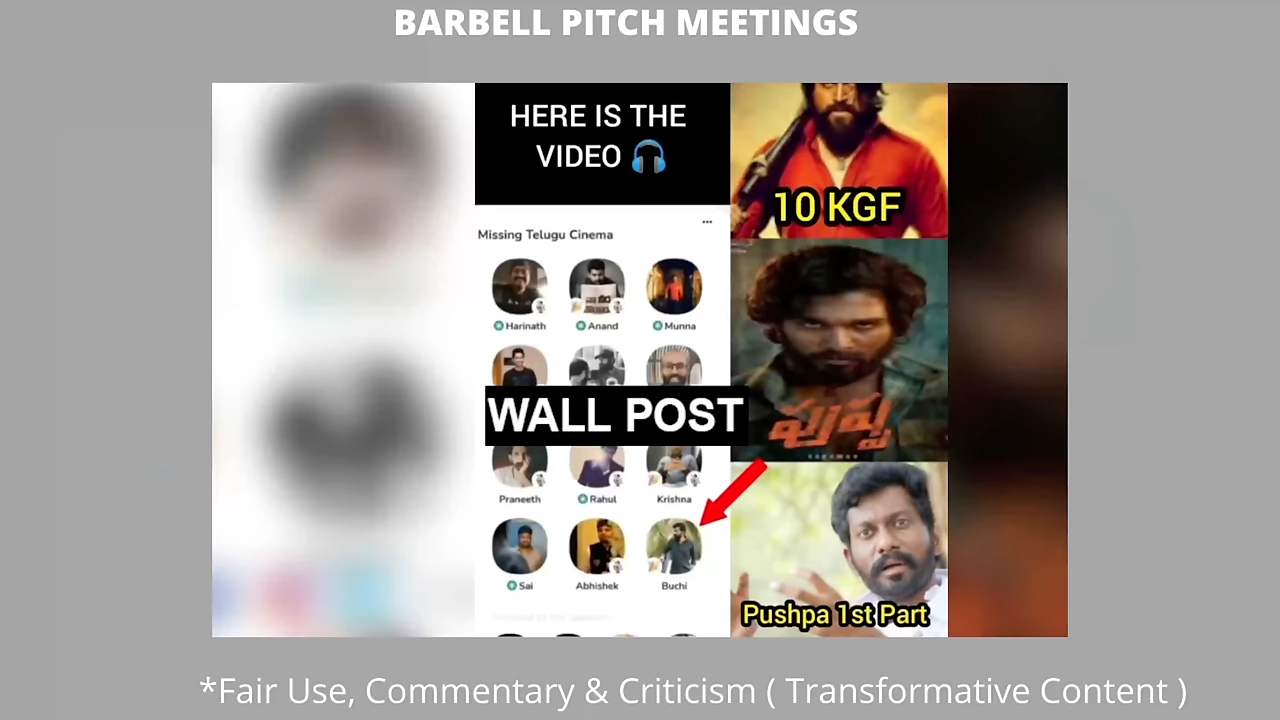 BARBELL PITCH MEETINGS
HERE IS THE
VIDEO 🎧
Missing Telugu Cinema
Harinath Anand Munna
WALL POST
Praneeth Rahul Krishna
Sai Abhishek Buchi
10 KGF
పుష్ప
Pushpa 1st Part
*Fair Use, Commentary & Criticism ( Transformative Content )